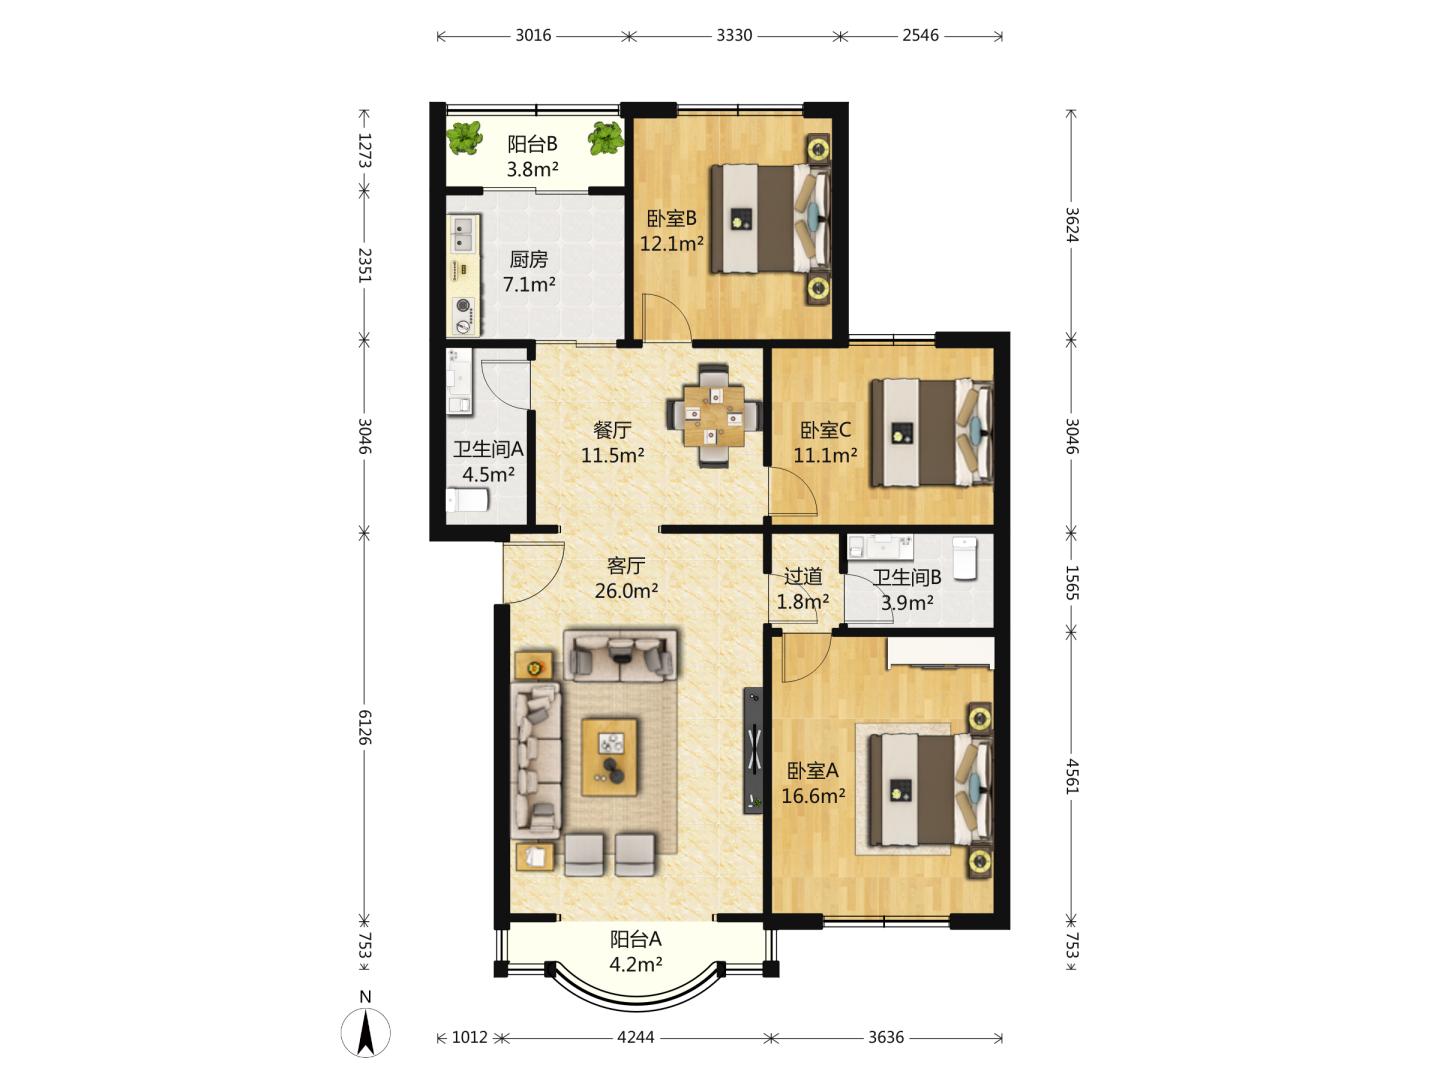 3016
3330
2546
1273
2351
3046
6126
753
3624
3046
1565
4561
753
阳台B
3.8m²
卧室B
12.1m²
厨房
7.1m²
卫生间A
4.5m²
餐厅
11.5m²
卧室C
11.1m²
客厅
26.0m²
过道
1.8m²
卫生间B
3.9m²
卧室A
16.6m²
阳台A
4.2m²
N
1012
4244
3636